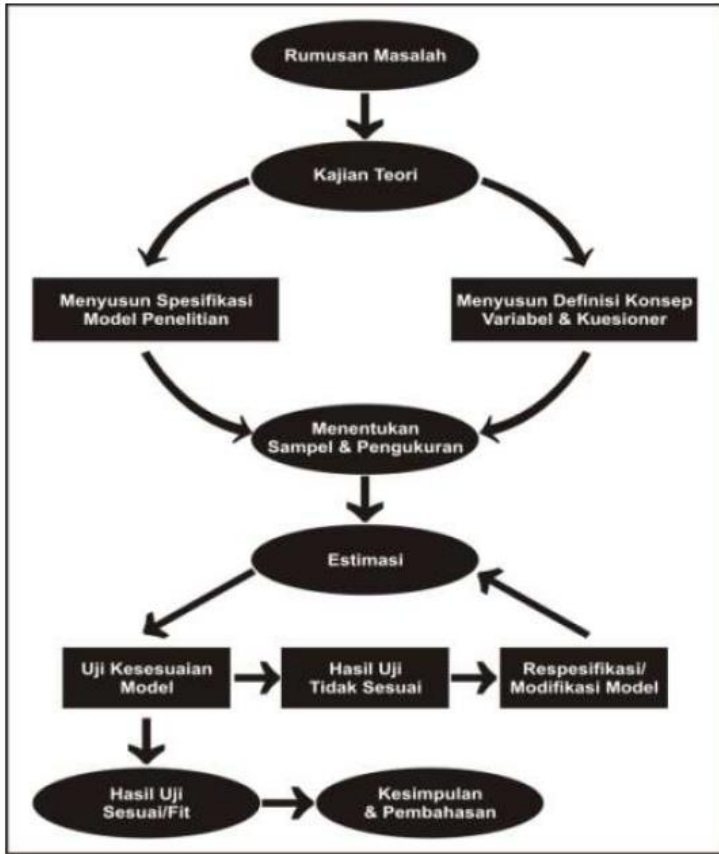 Rumusan Masalah
Kajian Teori
Menyusun Spesifikasi
Model Penelitian
Menyusun Definisi Konsep
Variabel & Kuesioner
Menentukan
Sampel & Pengukuran
Estimasi
Uji Kesesuaian
Model
Hasil Uji
Tidak Sesuai
Respesifikasi/
Modifikasi Model
Hasil Uji
Sesuai/Fit
Kesimpulan
& Pembahasan